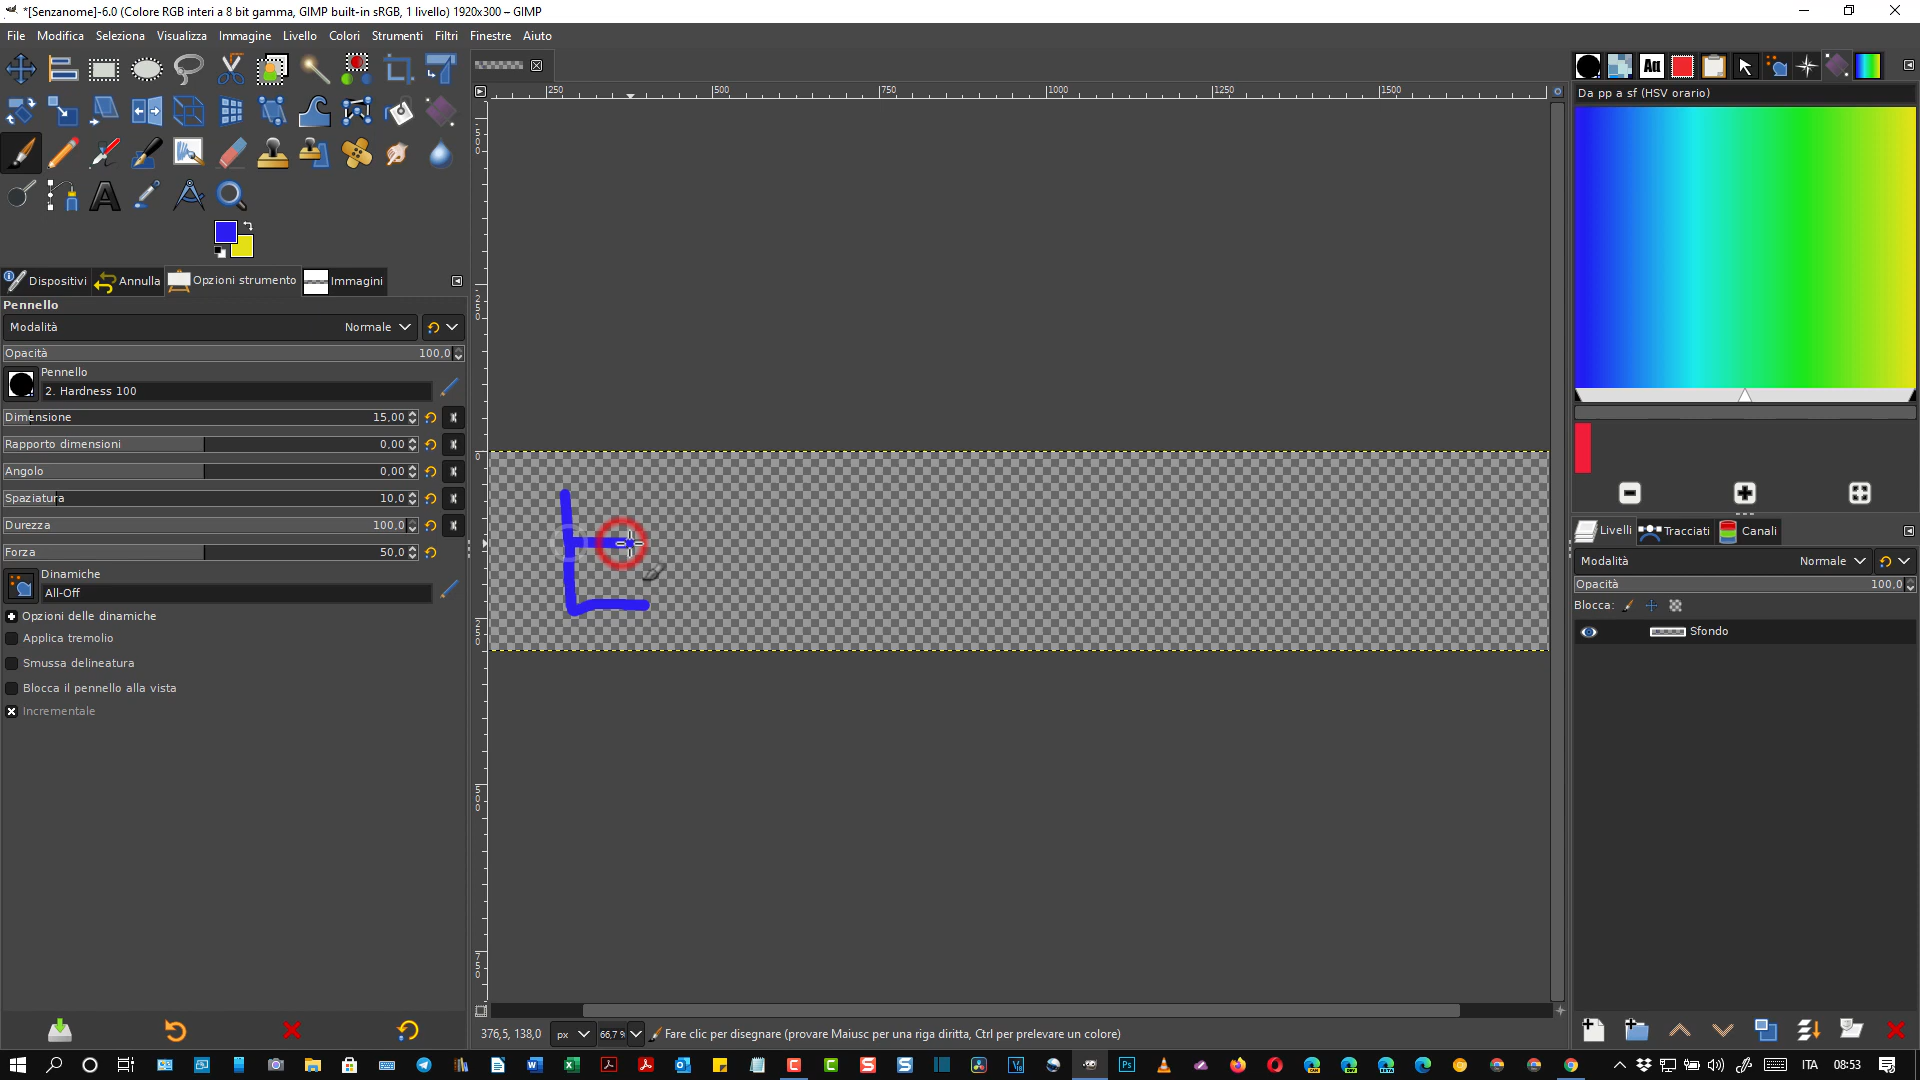 *[Senzanome]-6.0 (Colore RGB interi a 8 bit gamma, GIMP built-in sRGB, 1 livello) 1920x300 – GIMP
File Modifica Seleziona Visualizza Immagine Livello Colori Strumenti Filtri Finestre Aiuto
250 500 750 1000 1250 1500
Da pp a sf (HSV orario)
Dispositivi Annulla Opzioni strumento Immagini
Pennello
Modalità Normale
Opacità 100,0
Pennello
2. Hardness 100
Dimensione 15,00
Rapporto dimensioni 0,00
Angolo 0,00
Spaziatura 10,0
Durezza 100,0
Forza 50,0
Dinamiche
All-Off
Opzioni delle dinamiche
Applica tremolio
Smussa delineatura
Blocca il pennello alla vista
Incrementale
Livelli Tracciati Canali
Modalità Normale
Opacità 100,0
Blocca:
Sfondo
376,5, 138,0 px 66,7 % Fare clic per disegnare (provare Maiusc per una riga diritta, Ctrl per prelevare un colore)
ITA 08:53